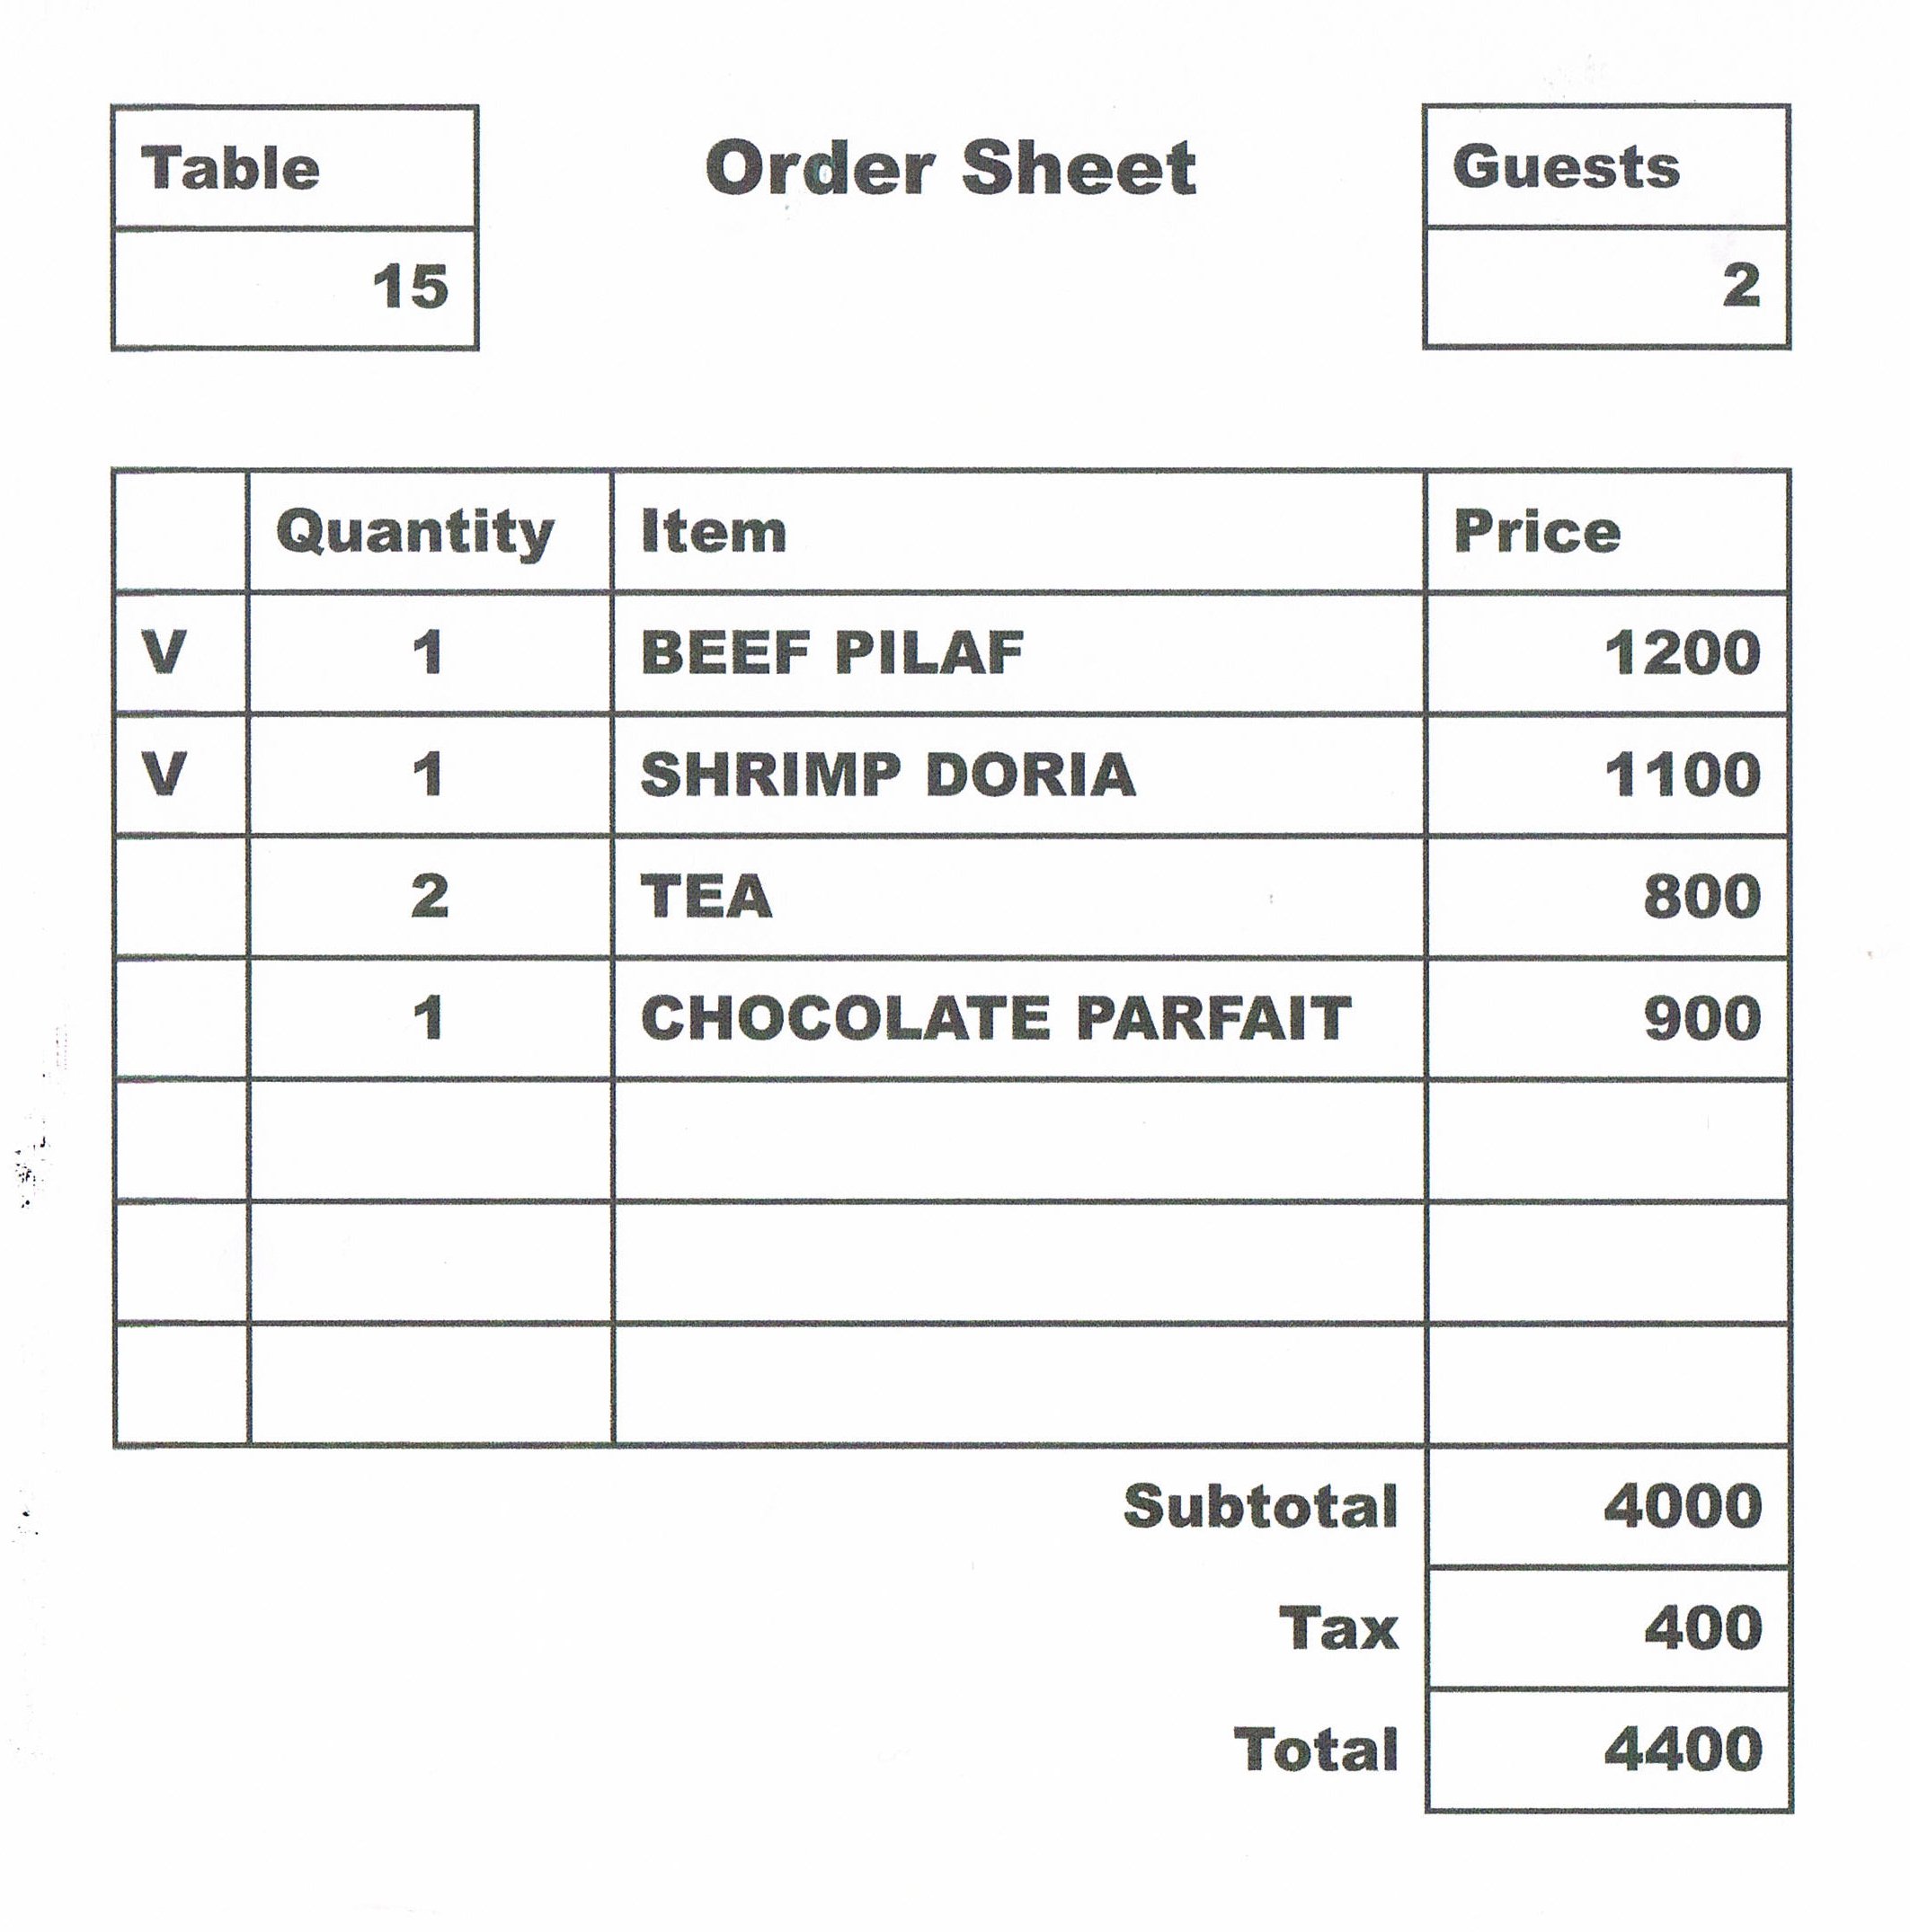 Table Order Sheet Guests
15 2
Quantity Item Price
V 1 BEEF PILAF 1200
V 1 SHRIMP DORIA 1100
2 TEA 800
1 CHOCOLATE PARFAIT 900
Subtotal 4000
Tax 400
Total 4400